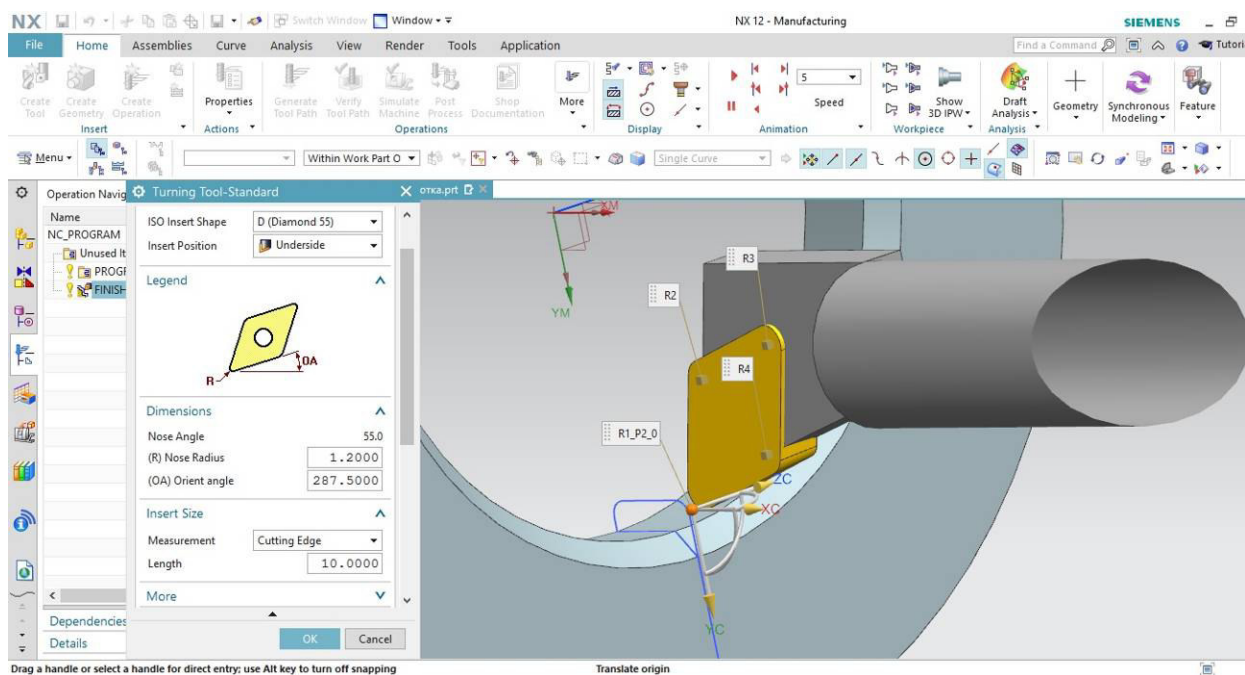 NX Switch Window Window NX 12 - Manufacturing SIEMENS
File Home Assemblies Curve Analysis View Render Tools Application Find a Command Tutori
Create Tool Create Geometry Create Operation Properties Generate Tool Path Verify Tool Path Simulate Machine Post Process Shop Documentation More 5 Speed Show 3D IPW Draft Analysis Geometry Synchronous Modeling Feature
Insert Actions Operations Display Animation Workpiece Analysis
Menu Within Work Part O Single Curve
Operation Navig Turning Tool-Standard отка.prt
Name
NC_PROGRAM
Unused It
PROGF
FINISH
ISO Insert Shape D (Diamond 55)
Insert Position Underside
Legend
OA
R
Dimensions
Nose Angle 55.0
(R) Nose Radius 1.2000
(OA) Orient angle 287.5000
Insert Size
Measurement Cutting Edge
Length 10.0000
More
OK Cancel
Dependencies
Details
XM
YM
R3
R2
R4
R1_P2_0
ZC
XC
YC
Drag a handle or select a handle for direct entry; use Alt key to turn off snapping Translate origin